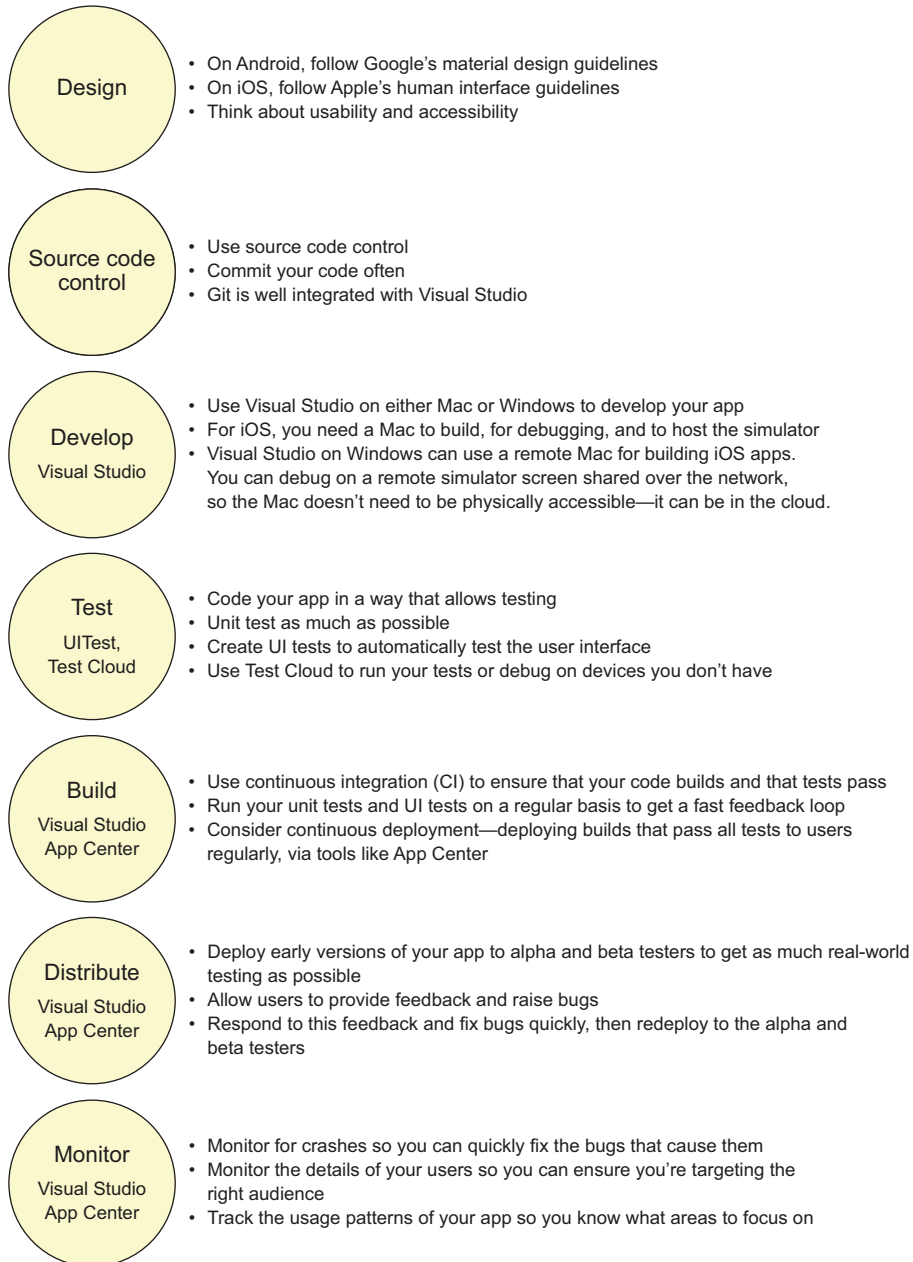 Design
• On Android, follow Google’s material design guidelines
• On iOS, follow Apple’s human interface guidelines
• Think about usability and accessibility
Source code
control
• Use source code control
• Commit your code often
• Git is well integrated with Visual Studio
Develop
Visual Studio
• Use Visual Studio on either Mac or Windows to develop your app
• For iOS, you need a Mac to build, for debugging, and to host the simulator
• Visual Studio on Windows can use a remote Mac for building iOS apps.
You can debug on a remote simulator screen shared over the network,
so the Mac doesn’t need to be physically accessible—it can be in the cloud.
Test
UITest,
Test Cloud
• Code your app in a way that allows testing
• Unit test as much as possible
• Create UI tests to automatically test the user interface
• Use Test Cloud to run your tests or debug on devices you don’t have
Build
Visual Studio
App Center
• Use continuous integration (CI) to ensure that your code builds and that tests pass
• Run your unit tests and UI tests on a regular basis to get a fast feedback loop
• Consider continuous deployment—deploying builds that pass all tests to users
regularly, via tools like App Center
Distribute
Visual Studio
App Center
• Deploy early versions of your app to alpha and beta testers to get as much real-world
testing as possible
• Allow users to provide feedback and raise bugs
• Respond to this feedback and fix bugs quickly, then redeploy to the alpha and
beta testers
Monitor
Visual Studio
App Center
• Monitor for crashes so you can quickly fix the bugs that cause them
• Monitor the details of your users so you can ensure you’re targeting the
right audience
• Track the usage patterns of your app so you know what areas to focus on